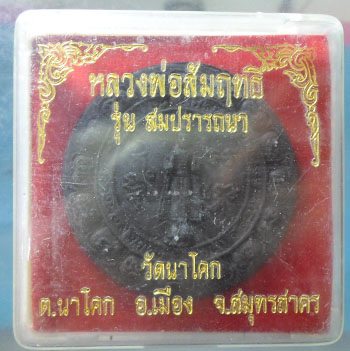 หลวงพ่อสัมฤทธิ์
รุ่น สมปรารถนา
วัดนาโคก
ต.นาโคก อ.เมือง จ.สมุทรสาคร